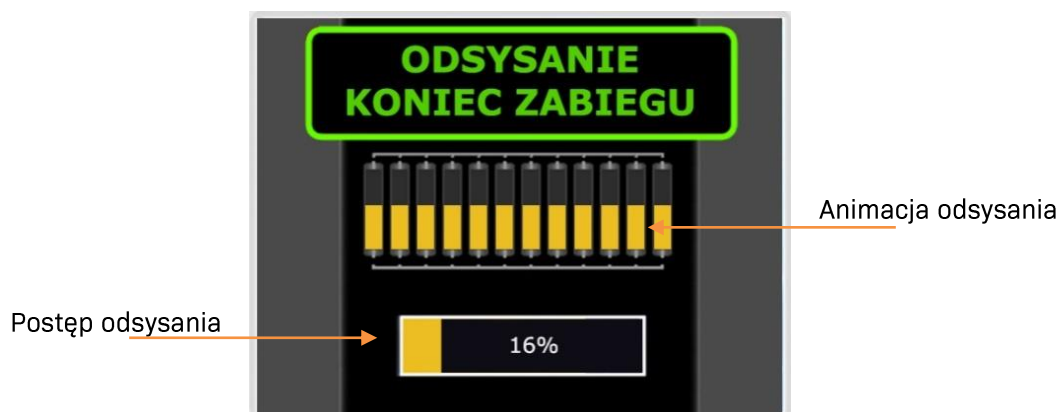 ODSYSANIE
KONIEC ZABIEGU
Animacja odsysania
Postęp odsysania
16%